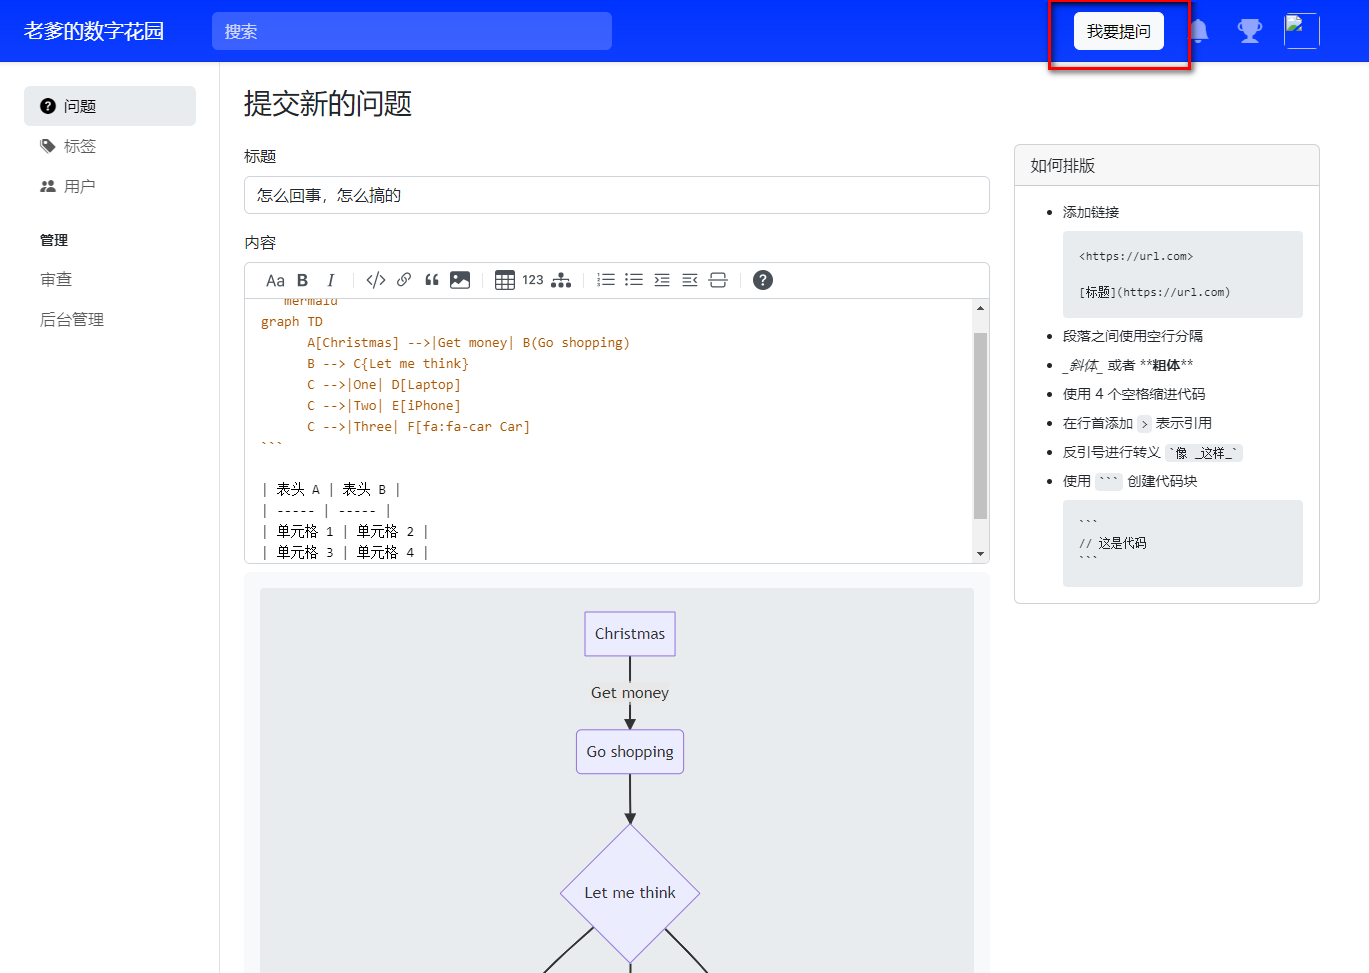 老爹的数字花园
搜索
我要提问
问题
标签
用户
管理
审查
后台管理
提交新的问题
标题
怎么回事，怎么搞的
内容
Aa B I 123
```mermaid
graph TD
A[Christmas] -->|Get money| B(Go shopping)
B --> C{Let me think}
C -->|One| D[Laptop]
C -->|Two| E[iPhone]
C -->|Three| F[fa:fa-car Car]
```
| 表头 A | 表头 B |
| ----- | ----- |
| 单元格 1 | 单元格 2 |
| 单元格 3 | 单元格 4 |
Christmas
Get money
Go shopping
Let me think
如何排版
添加链接
<https://url.com>
[标题](https://url.com)
段落之间使用空行分隔
_斜体_ 或者 **粗体**
使用 4 个空格缩进代码
在行首添加 > 表示引用
反引号进行转义 `像 _这样_`
使用 ``` 创建代码块
```
// 这是代码
```